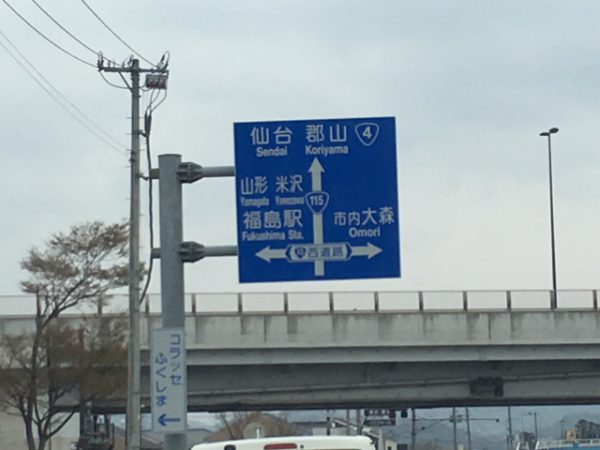 仙台 郡山 4
Sendai Koriyama
山形 米沢
Yamagata Yonezawa
115
福島駅
Fukushima Sta.
市内大森
Omori
西道路
コラッセ
ふくしま
←